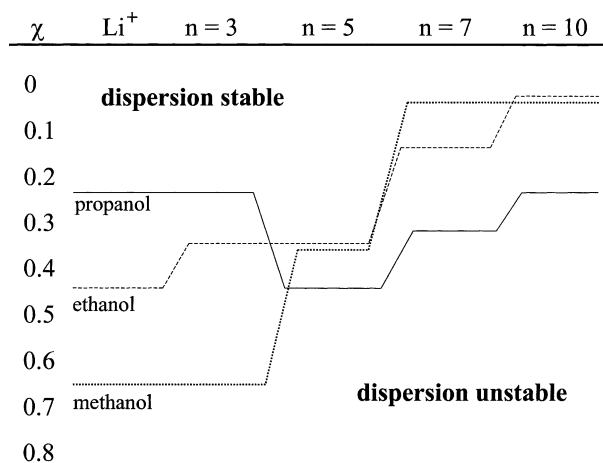 χ Li⁺ n = 3 n = 5 n = 7 n = 10
0
dispersion stable
0.1
0.2
propanol
0.3
0.4
ethanol
0.5
0.6
dispersion unstable
methanol
0.7
0.8